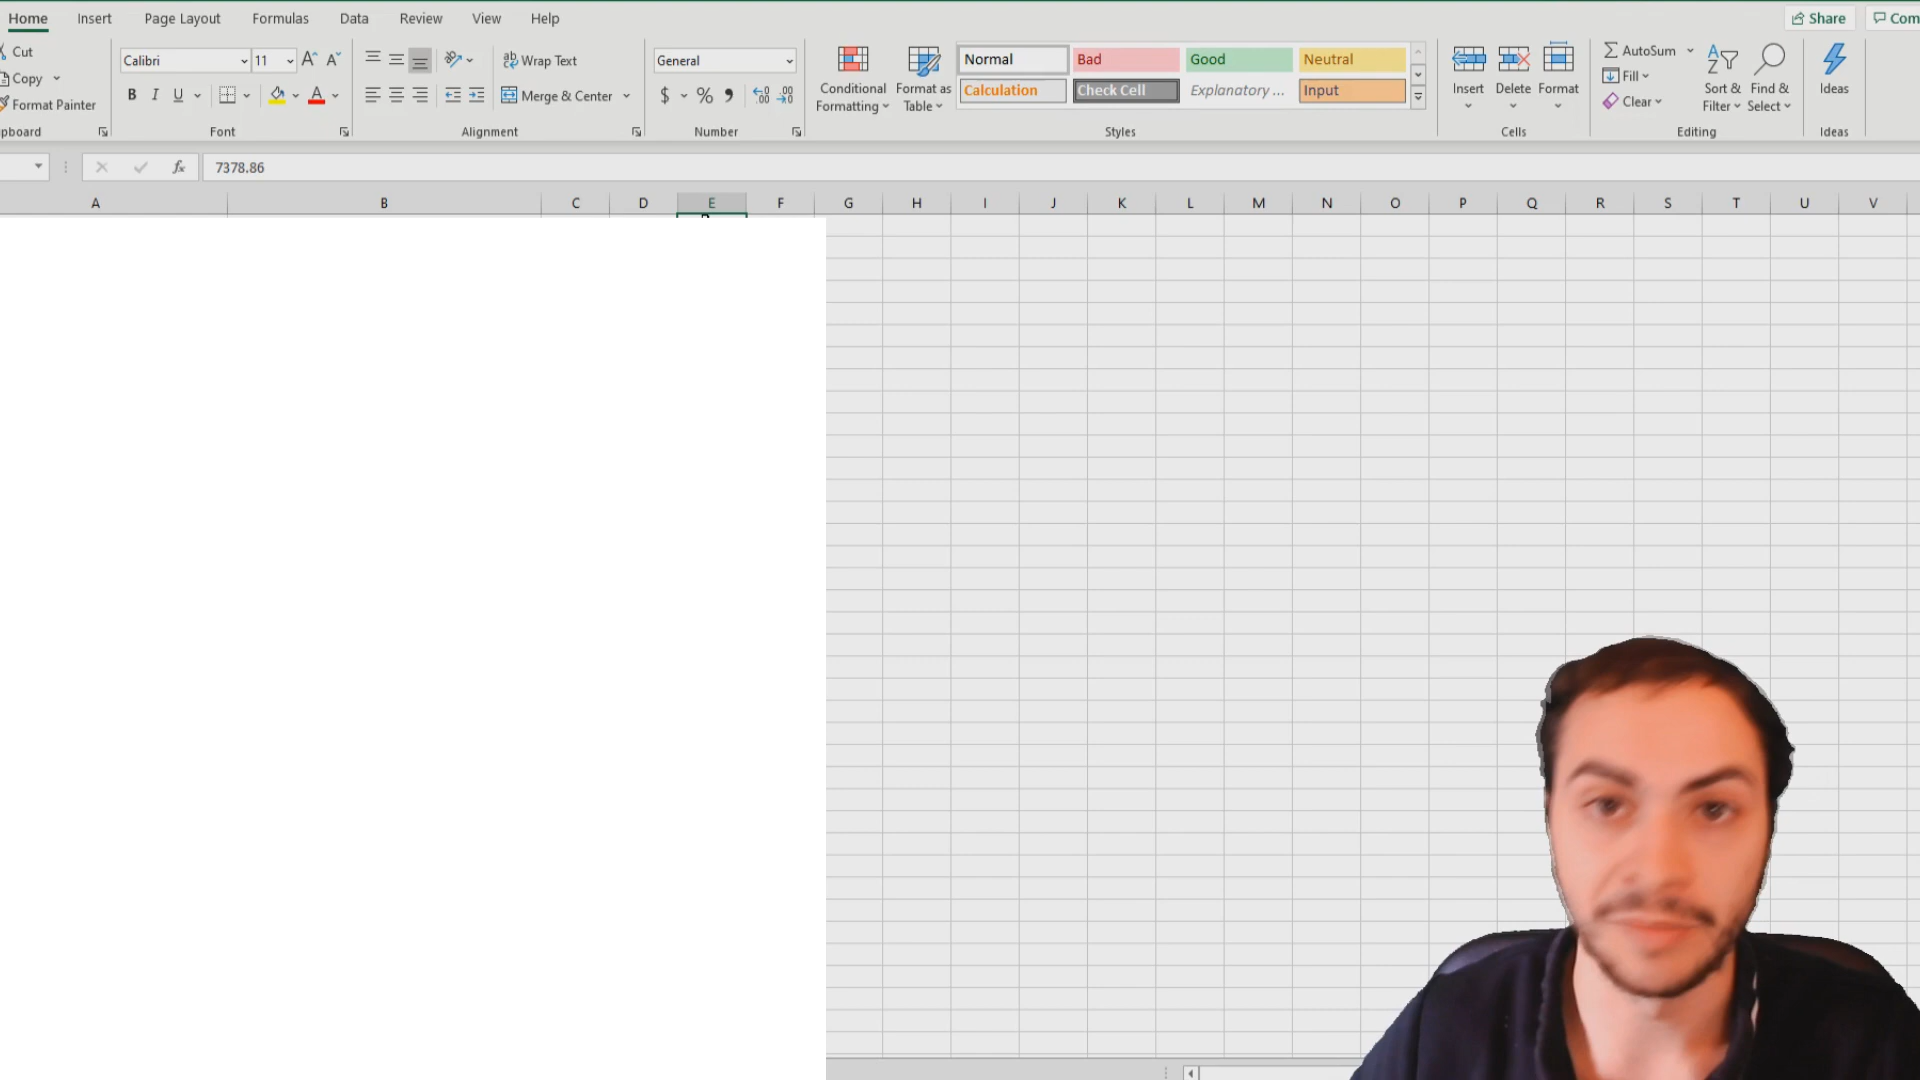 Home Insert Page Layout Formulas Data Review View Help Share
Cut
Copy
Format Painter
Calibri 11
B I U
Font
Wrap Text
Merge & Center
Alignment
General
$ % 9
Number
Conditional Formatting
Format as Table
Normal Bad Good Neutral
Calculation Check Cell Explanatory ... Input
Styles
Insert Delete Format
Cells
AutoSum
Fill
Clear
Sort & Filter
Find & Select
Editing
Ideas
Ideas
fx 7378.86
A B C D E F G H I J K L M N O P Q R S T U V